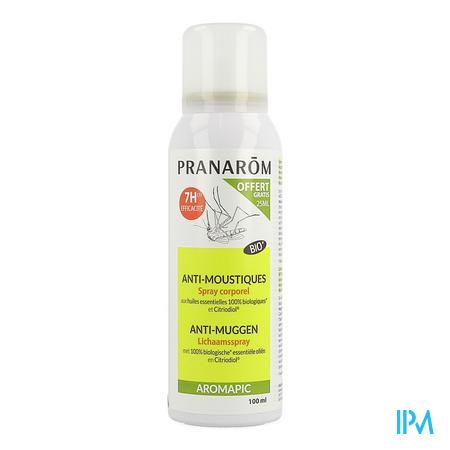 PRANARŌM
OFFERT
GRATIS
25ML
7H
EFFICACITÉ
BIO*
ANTI-MOUSTIQUES
Spray corporel
aux huiles essentielles 100% biologiques*
et Citriodiol®
ANTI-MUGGEN
Lichaamsspray
met 100% biologische* essentiële oliën
en Citriodiol®
AROMAPIC
100 ml
IPM